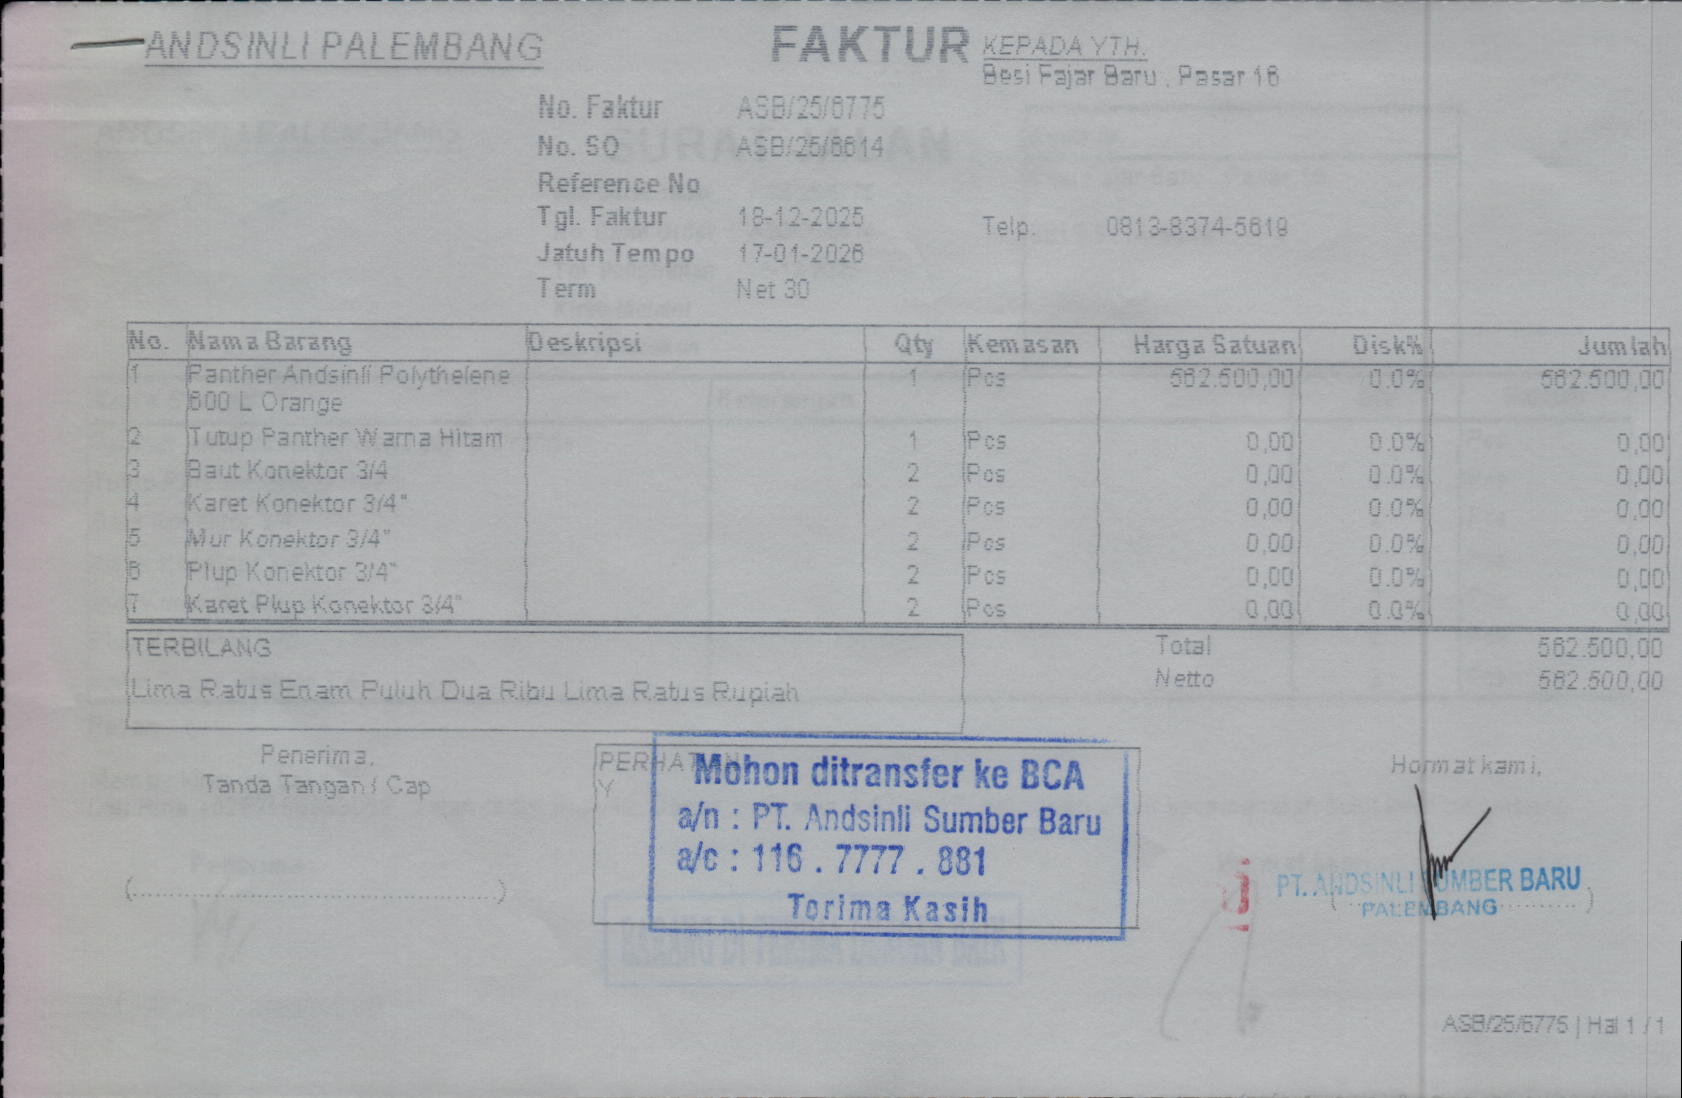 ANDSINLI PALEMBANG
FAKTUR
KEPADA YTH.
Besi Fajar Baru , Pasar 16
No. Faktur ASB/25/6775
No. SO ASB/25/6614
Reference No
Tgl. Faktur 18-12-2025
Telp. 0813-8374-5619
Jatuh Tempo 17-01-2026
Term Net 30
No. Nama Barang Deskripsi Qty Kemasan Harga Satuan Disk% Jumlah
1 Panther Andsinli Polythelene 1 Pcs 562.500,00 0.0% 562.500,00
600 L Orange
2 Tutup Panther Warna Hitam 1 Pcs 0,00 0.0% 0,00
3 Baut Konektor 3/4 2 Pcs 0,00 0.0% 0,00
4 Karet Konektor 3/4" 2 Pcs 0,00 0.0% 0,00
5 Mur Konektor 3/4" 2 Pcs 0,00 0.0% 0,00
6 Plup Konektor 3/4" 2 Pcs 0,00 0.0% 0,00
7 Karet Plup Konektor 3/4" 2 Pcs 0,00 0.0% 0,00
TERBILANG
Lima Ratus Enam Puluh Dua Ribu Lima Ratus Rupiah
Total 562.500,00
Netto 562.500,00
Penerima,
Tanda Tangan / Cap
(................................................)
PERHATIAN
Y
Mohon ditransfer ke BCA
a/n : PT. Andsinli Sumber Baru
a/c : 116 . 7777 . 881
Terima Kasih
Hormat kami,
PT. ANDSINLI SUMBER BARU
PALEMBANG
ASB/25/6775 | Hal 1 / 1